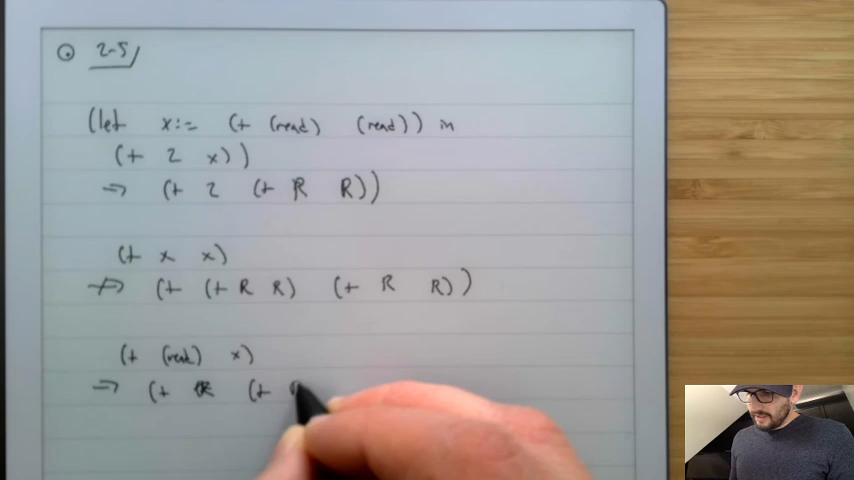 ⊙ 2-5/
(let x := (+ (read) (read)) in
(+ 2 x))
⇒ (+ 2 (+ R R))
(+ x x)
⇏ (+ (+ R R) (+ R R))
(+ (read) x)
⇒ (+ R (+